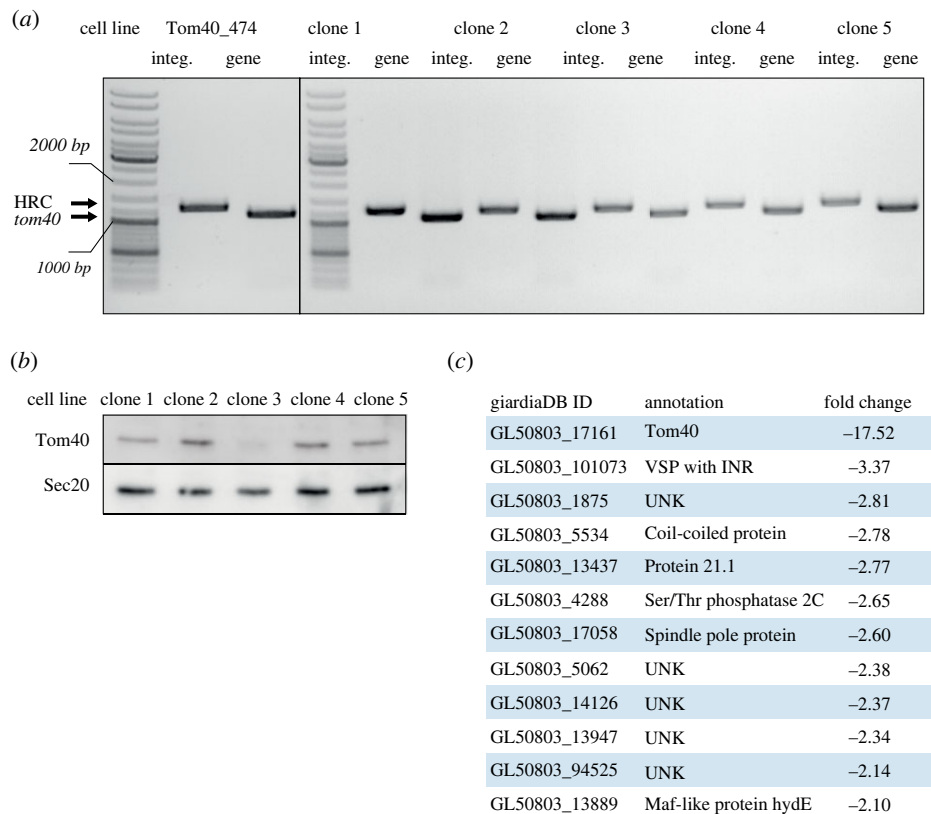 (a)
cell line Tom40_474 clone 1 clone 2 clone 3 clone 4 clone 5
integ. gene integ. gene integ. gene integ. gene integ. gene integ. gene
2000 bp
HRC
tom40
1000 bp
(b)
cell line clone 1 clone 2 clone 3 clone 4 clone 5
Tom40
Sec20
(c)
giardiaDB ID annotation fold change
GL50803_17161 Tom40 –17.52
GL50803_101073 VSP with INR –3.37
GL50803_1875 UNK –2.81
GL50803_5534 Coil-coiled protein –2.78
GL50803_13437 Protein 21.1 –2.77
GL50803_4288 Ser/Thr phosphatase 2C –2.65
GL50803_17058 Spindle pole protein –2.60
GL50803_5062 UNK –2.38
GL50803_14126 UNK –2.37
GL50803_13947 UNK –2.34
GL50803_94525 UNK –2.14
GL50803_13889 Maf-like protein hydE –2.10